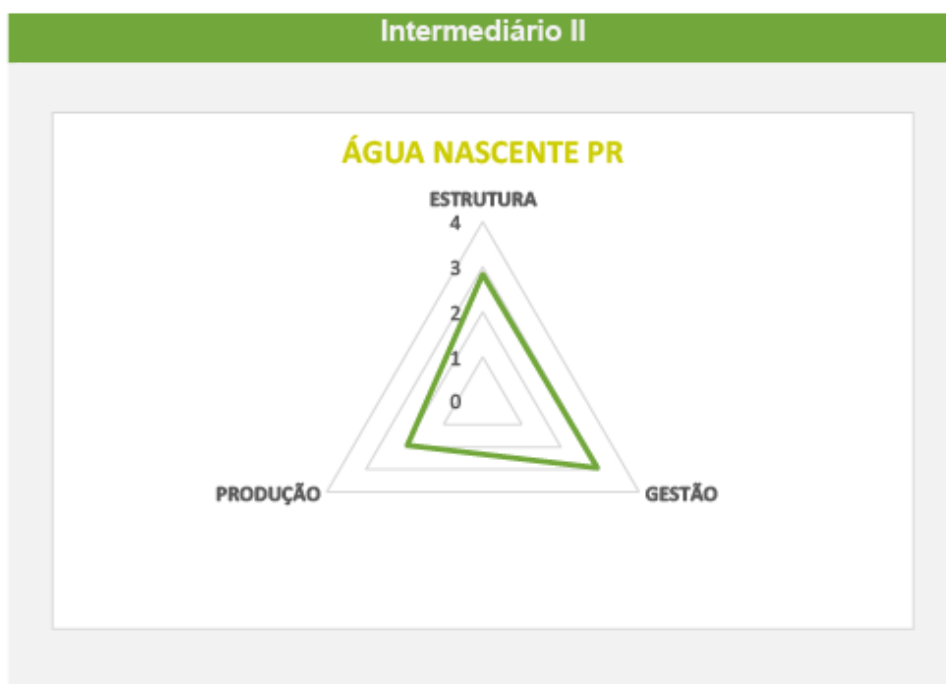 Intermediário II
ÁGUA NASCENTE PR
ESTRUTURA
4
3
2
1
0
PRODUÇÃO
GESTÃO